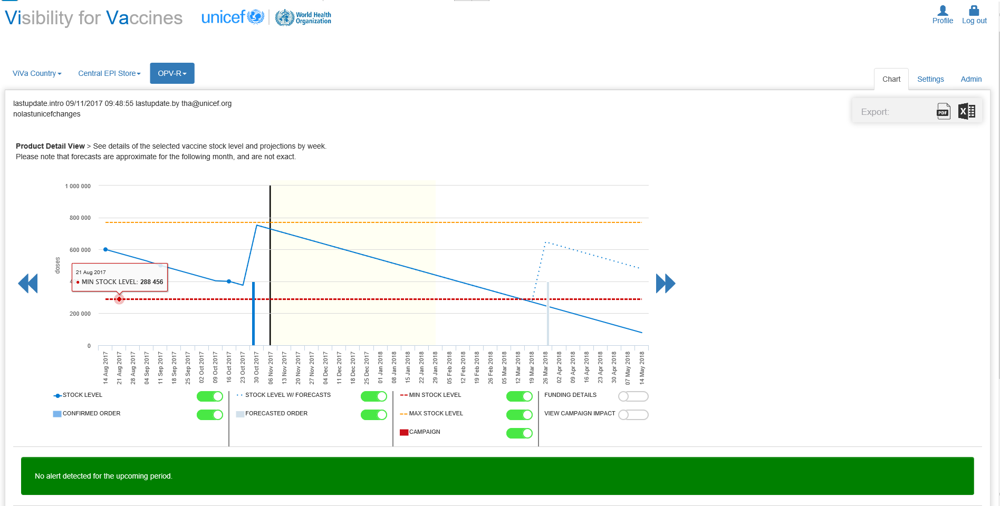 Visibility for Vaccines
unicef
World Health
Organization
Profile
Log out
ViVa Country
Central EPI Store
OPV-R
Chart
Settings
Admin
lastupdate.intro 09/11/2017 09:48:55 lastupdate.by tha@unicef.org
nolastunicefchanges
Export:
PDF
X
Product Detail View > See details of the selected vaccine stock level and projections by week.
Please note that forecasts are approximate for the following month, and are not exact.
1 000 000
800 000
600 000
200 000
0
doses
21 Aug 2017
MIN STOCK LEVEL: 288 456
14 Aug 2017
21 Aug 2017
28 Aug 2017
04 Sep 2017
11 Sep 2017
18 Sep 2017
25 Sep 2017
02 Oct 2017
09 Oct 2017
16 Oct 2017
23 Oct 2017
30 Oct 2017
06 Nov 2017
13 Nov 2017
20 Nov 2017
27 Nov 2017
04 Dec 2017
11 Dec 2017
18 Dec 2017
25 Dec 2017
01 Jan 2018
08 Jan 2018
15 Jan 2018
22 Jan 2018
29 Jan 2018
05 Feb 2018
12 Feb 2018
19 Feb 2018
26 Feb 2018
05 Mar 2018
12 Mar 2018
19 Mar 2018
26 Mar 2018
02 Apr 2018
09 Apr 2018
16 Apr 2018
23 Apr 2018
30 Apr 2018
07 May 2018
14 May 2018
STOCK LEVEL
CONFIRMED ORDER
STOCK LEVEL W/ FORECASTS
FORECASTED ORDER
MIN STOCK LEVEL
MAX STOCK LEVEL
CAMPAIGN
FUNDING DETAILS
VIEW CAMPAIGN IMPACT
No alert detected for the upcoming period.